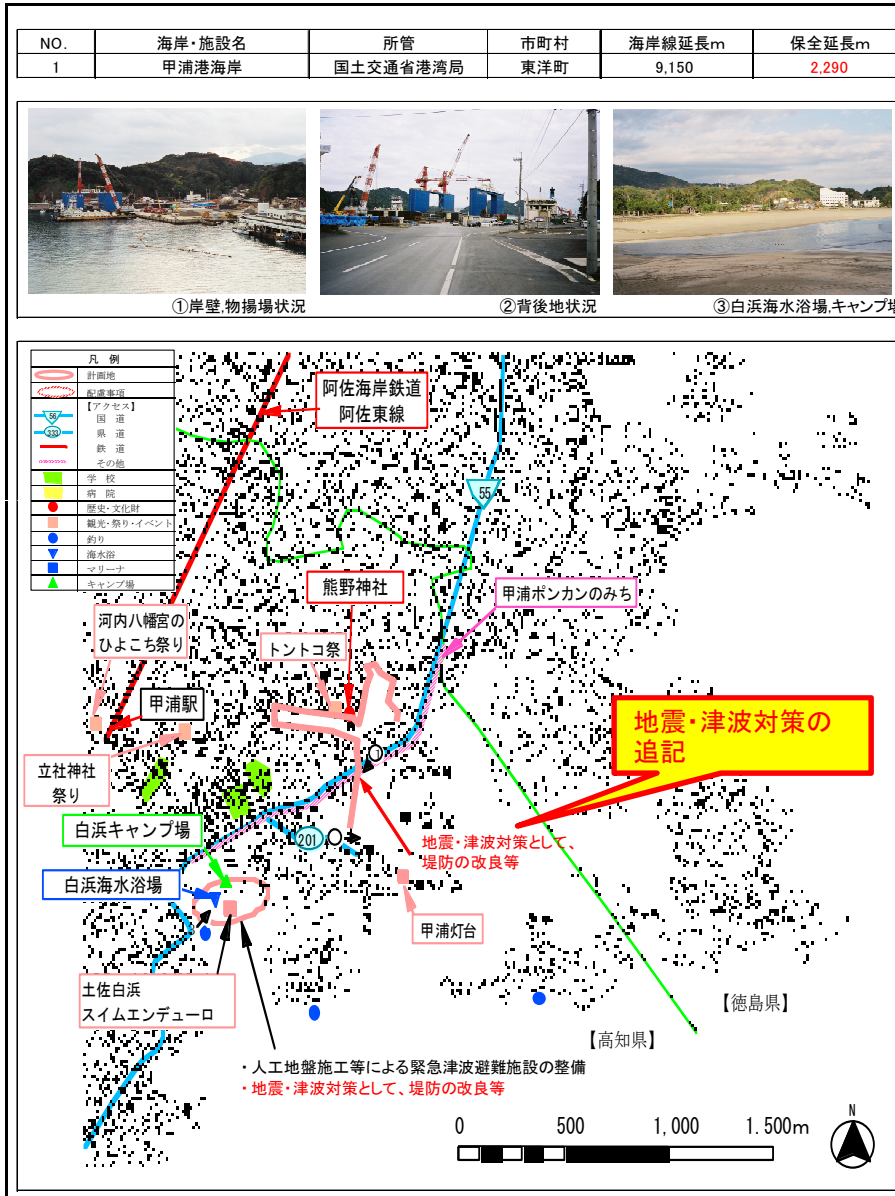 NO. 海岸・施設名 所管 市町村 海岸線延長m 保全延長m
1 甲浦港海岸 国土交通省港湾局 東洋町 9,150 2,290
①岸壁,物揚場状況
②背後地状況
③白浜海水浴場,キャンプ場
凡 例
計画地
配慮事項
【アクセス】
56 国 道
333 県 道
鉄 道
その他
学 校
病 院
歴史・文化財
観光・祭り・イベント
釣り
海水浴
マリーナ
キャンプ場
阿佐海岸鉄道
阿佐東線
55
熊野神社
甲浦ポンカンのみち
河内八幡宮の
ひよこち祭り
トントコ祭
甲浦駅
地震・津波対策の
追記
立社神社
祭り
白浜キャンプ場
201
地震・津波対策として、
堤防の改良等
白浜海水浴場
甲浦灯台
土佐白浜
スイムエンデューロ
【徳島県】
【高知県】
・人工地盤施工等による緊急津波避難施設の整備
・地震・津波対策として、堤防の改良等
0 500 1,000 1.500m
N